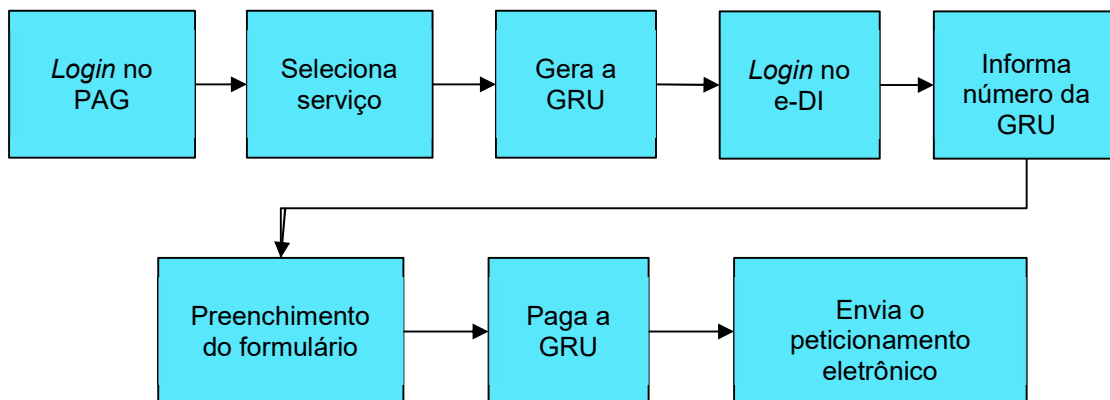 Login no
PAG
Seleciona
serviço
Gera a
GRU
Login no
e-DI
Informa
número da
GRU
Preenchimento
do formulário
Paga a
GRU
Envia o
peticionamento
eletrônico